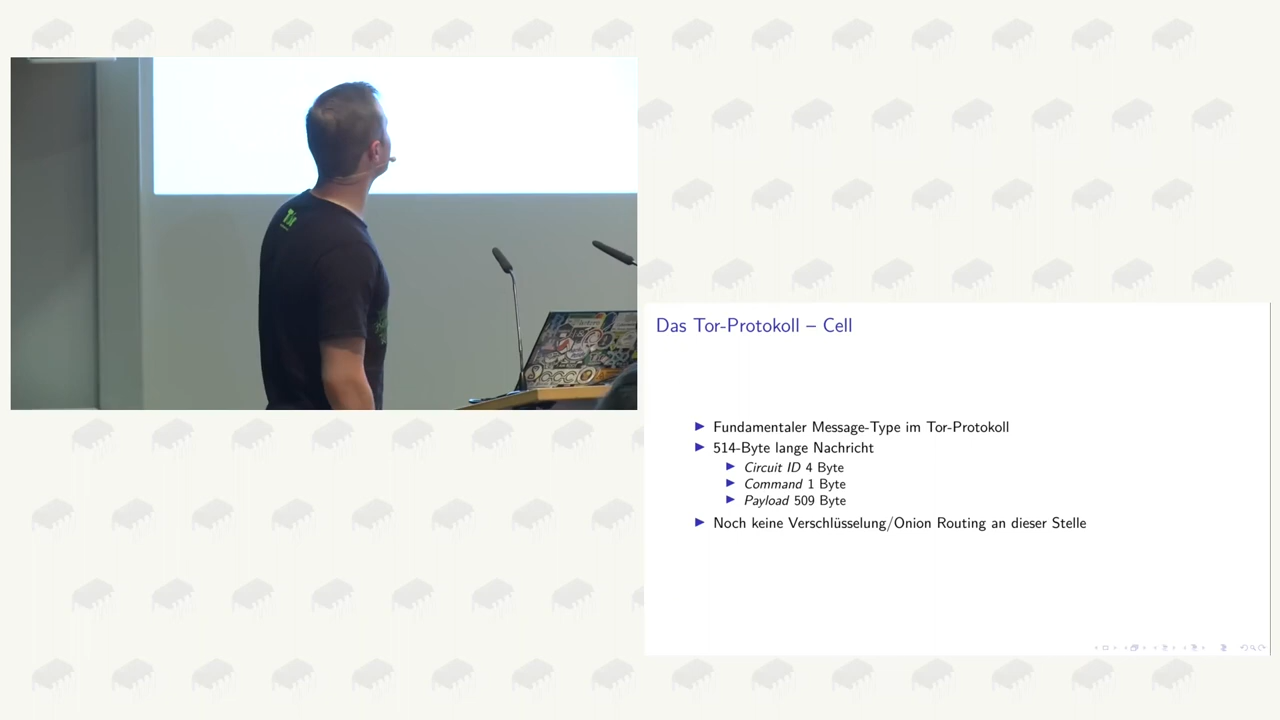 Das Tor-Protokoll – Cell
▶ Fundamentaler Message-Type im Tor-Protokoll
▶ 514-Byte lange Nachricht
▶ Circuit ID 4 Byte
▶ Command 1 Byte
▶ Payload 509 Byte
▶ Noch keine Verschlüsselung/Onion Routing an dieser Stelle